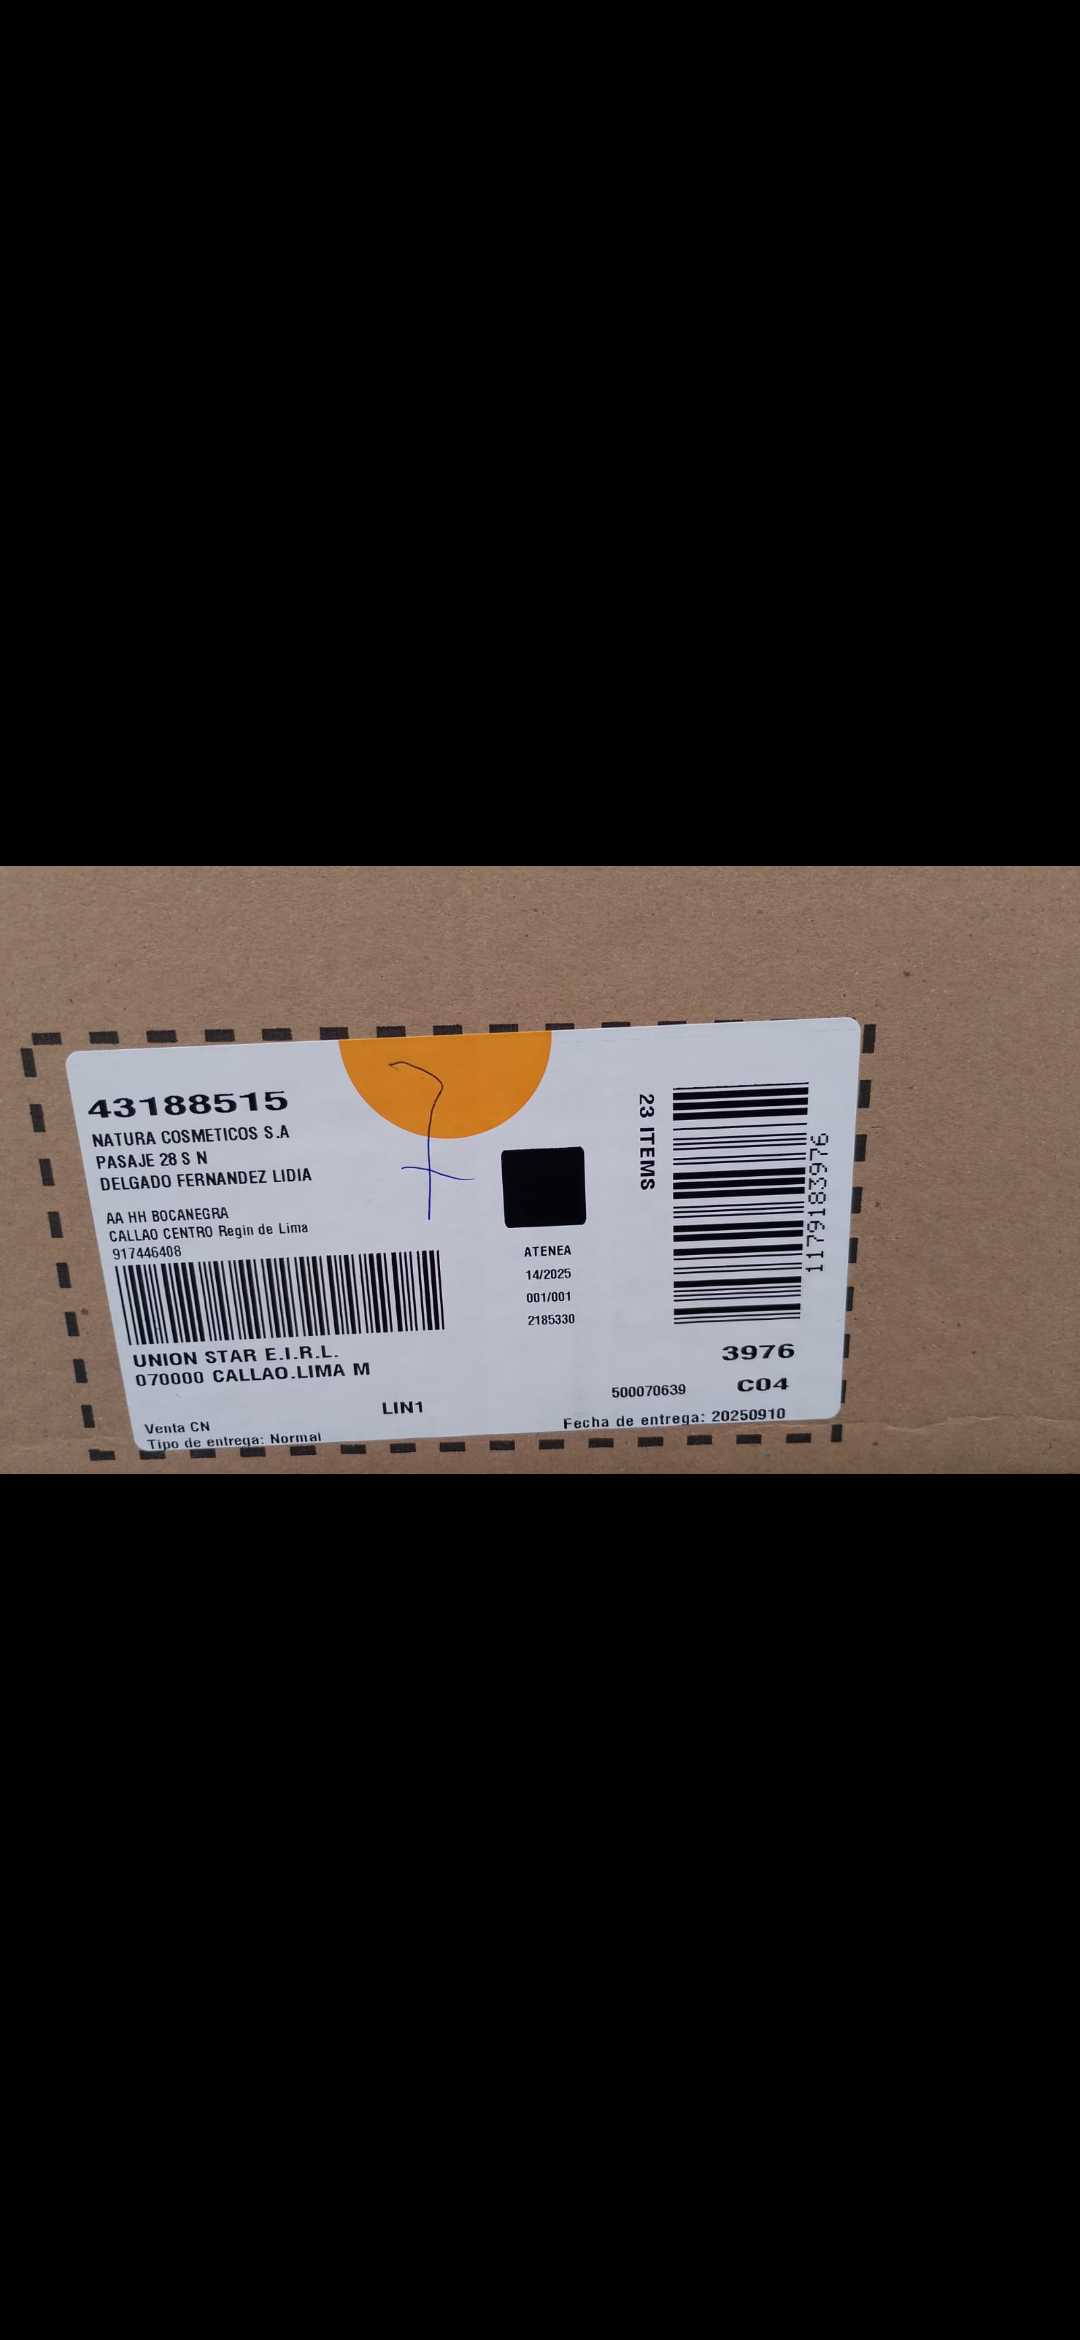 43188515
NATURA COSMETICOS S.A
PASAJE 28 S N
DELGADO FERNANDEZ LIDIA
AA HH BOCANEGRA
CALLAO CENTRO Regin de Lima
917446408
UNION STAR E.I.R.L.
070000 CALLAO.LIMA M
LIN1
Venta CN
Tipo de entrega: Normal
7
ATENEA
14/2025
001/001
2185330
23 ITEMS
1179183976
3976
500070639 C04
Fecha de entrega: 20250910